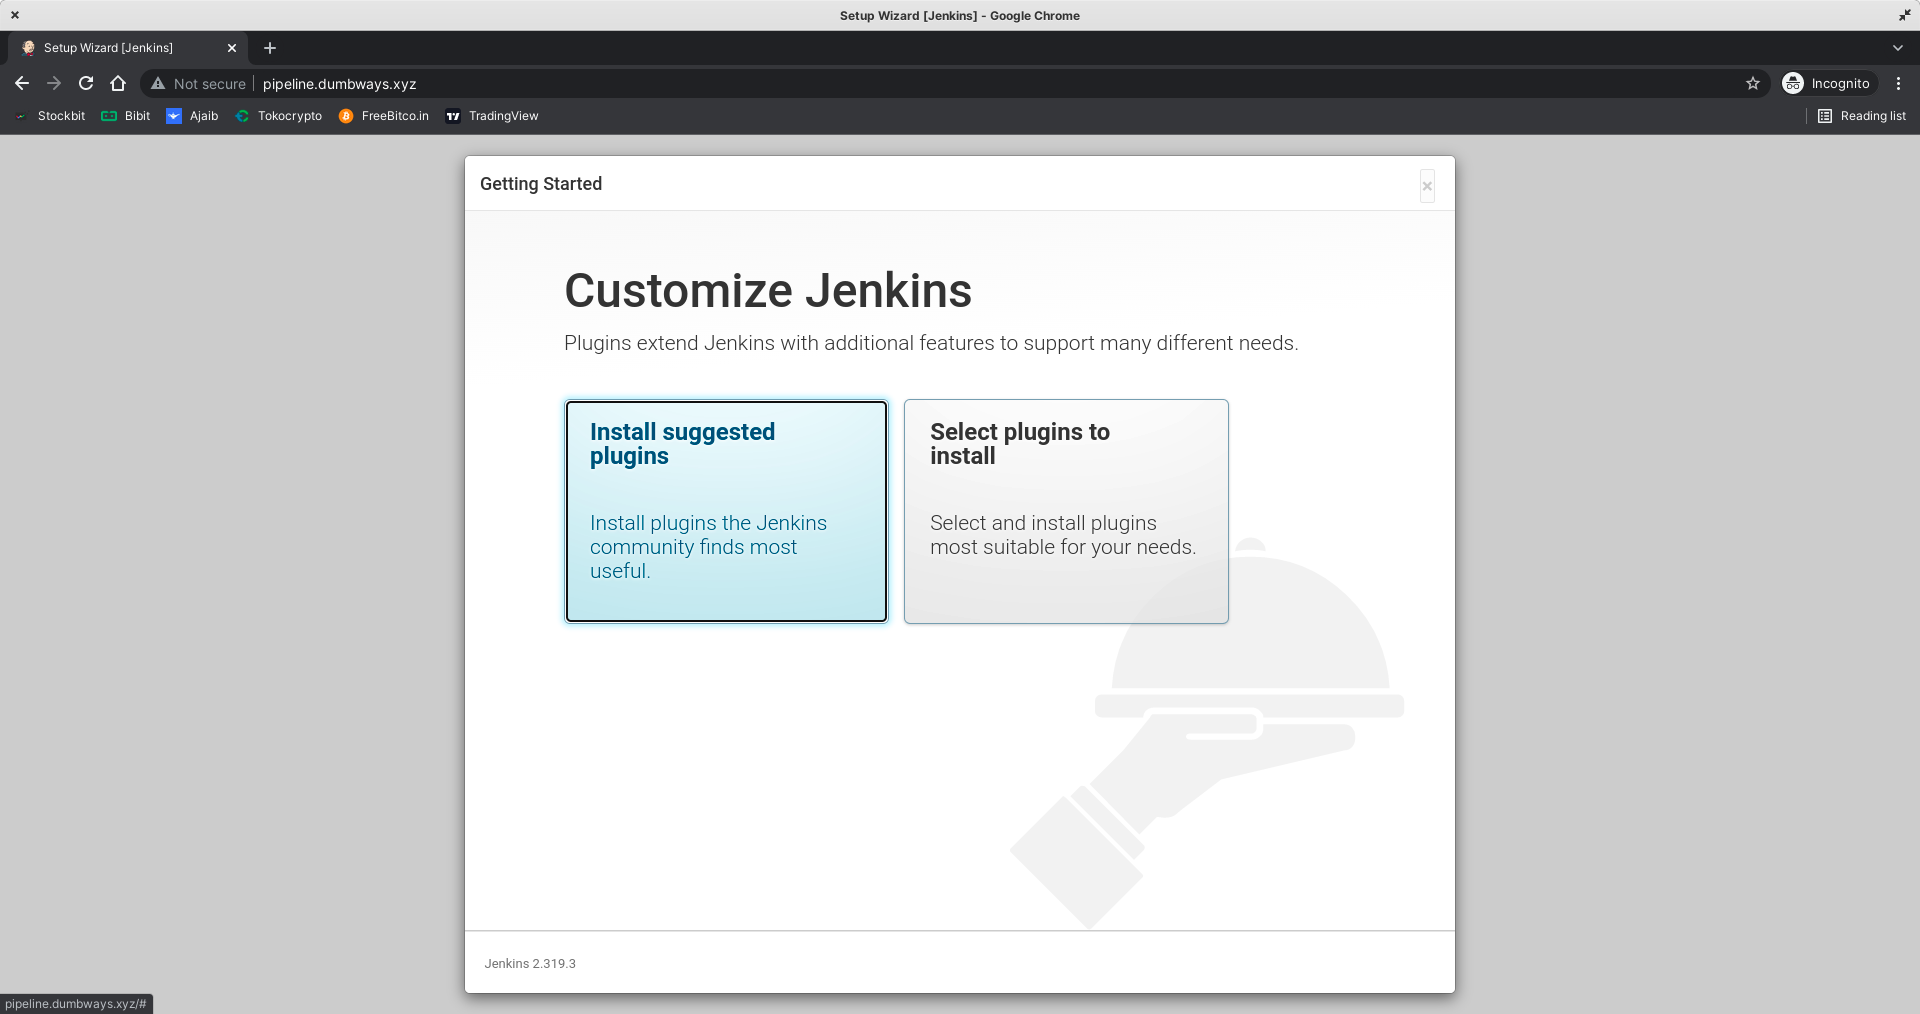 Setup Wizard [Jenkins] - Google Chrome
Setup Wizard [Jenkins]
Not secure pipeline.dumbways.xyz Incognito
Stockbit Bibit Ajaib Tokocrypto FreeBitco.in TradingView Reading list
Getting Started
Customize Jenkins
Plugins extend Jenkins with additional features to support many different needs.
Install suggested
plugins
Install plugins the Jenkins
community finds most
useful.
Select plugins to
install
Select and install plugins
most suitable for your needs.
Jenkins 2.319.3
pipeline.dumbways.xyz/#